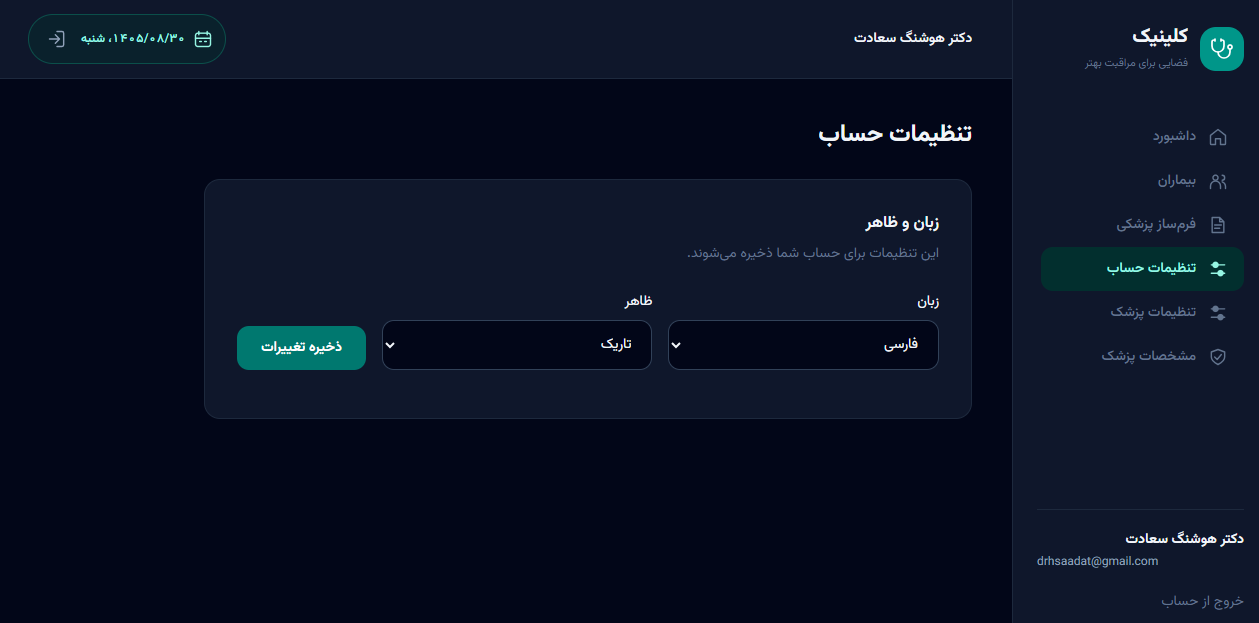 کلینیک
فضایی برای مراقبت بهتر
داشبورد
بیماران
فرم‌ساز پزشکی
تنظیمات حساب
تنظیمات پزشک
مشخصات پزشک
دکتر هوشنگ سعادت
drhsaadat@gmail.com
خروج از حساب
دکتر هوشنگ سعادت
۱۴۰۵/۰۸/۳۰، شنبه
تنظیمات حساب
زبان و ظاهر
این تنظیمات برای حساب شما ذخیره می‌شوند.
زبان
فارسی
ظاهر
تاریک
ذخیره تغییرات